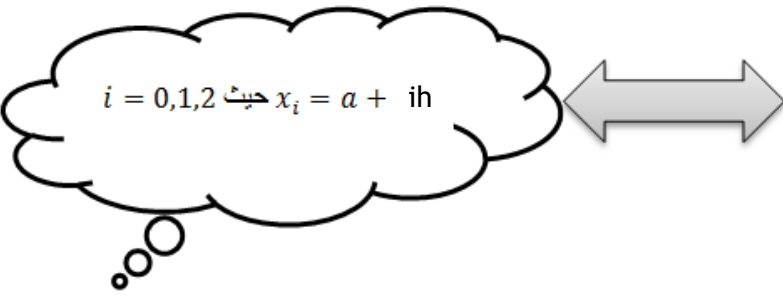 i = 0,1,2 حيث x_i = a + ih